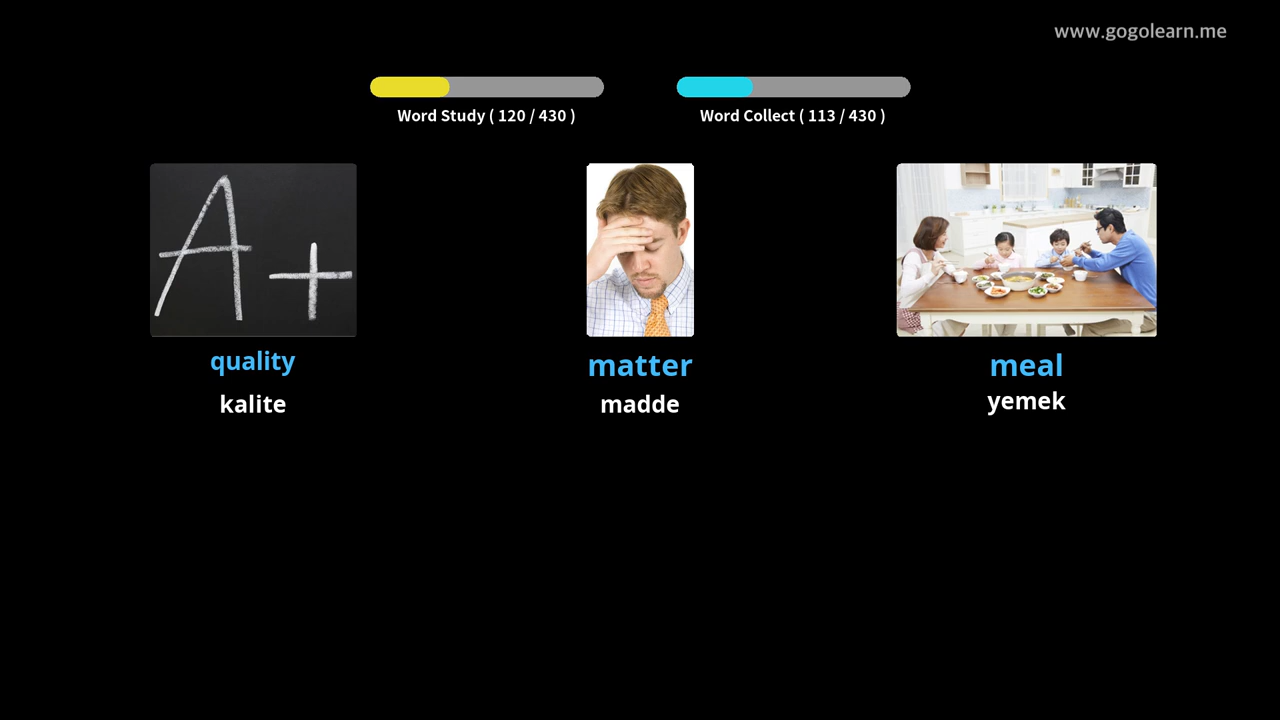 www.gogolearn.me
Word Study ( 120 / 430 )
Word Collect ( 113 / 430 )
A+
quality
matter
meal
kalite
madde
yemek